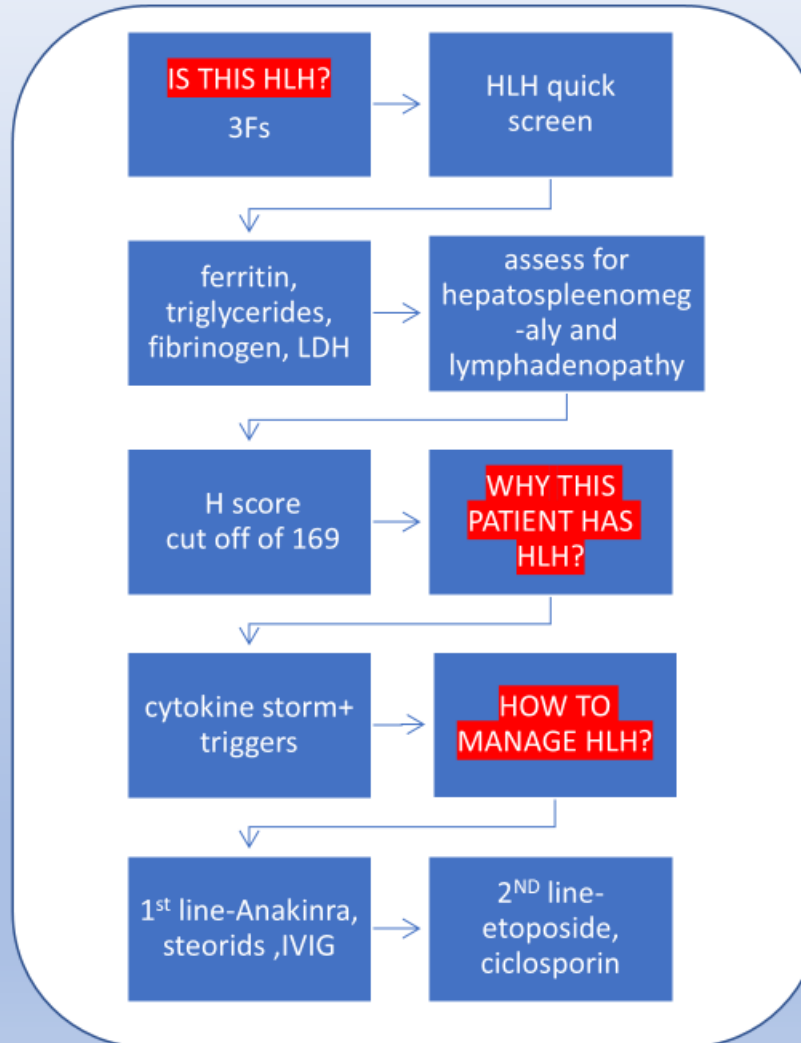 IS THIS HLH?
3Fs
HLH quick
screen
ferritin,
triglycerides,
fibrinogen, LDH
assess for
hepatospleenomeg
-aly and
lymphadenopathy
H score
cut off of 169
WHY THIS
PATIENT HAS
HLH?
cytokine storm+
triggers
HOW TO
MANAGE HLH?
1st line-Anakinra,
steorids ,IVIG
2ND line-
etoposide,
ciclosporin